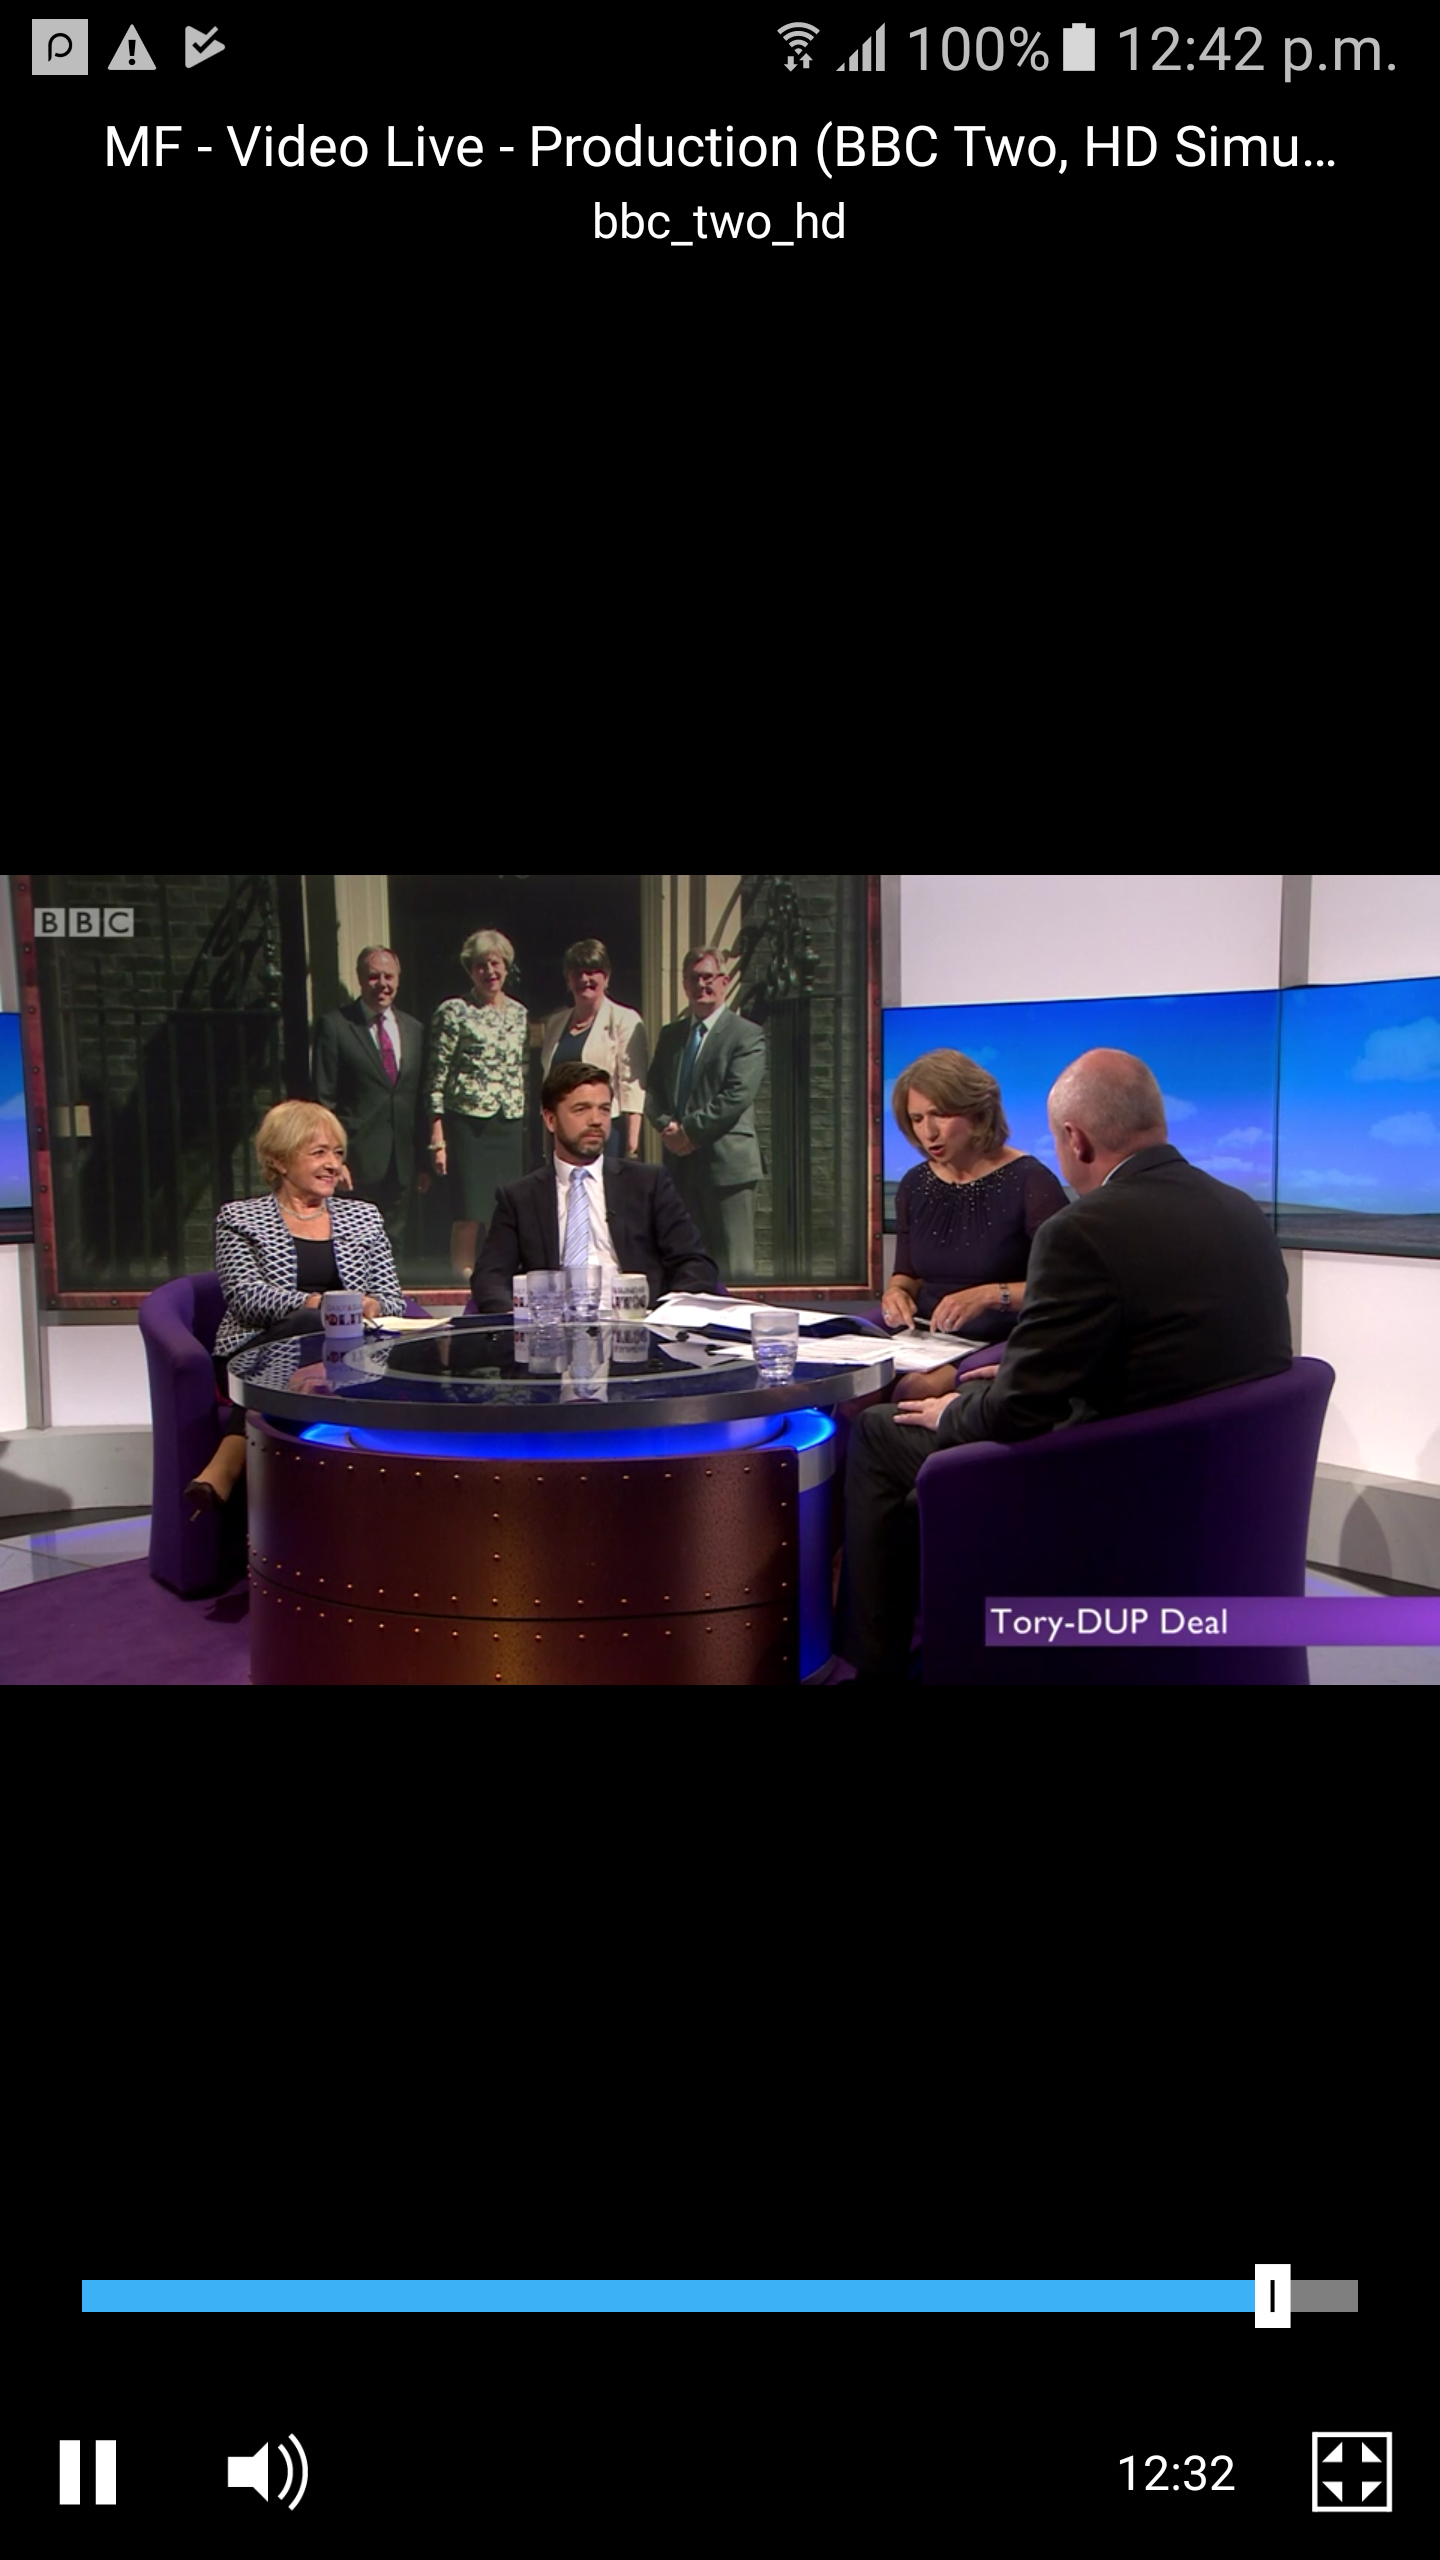 100% 12:42 p.m.
MF - Video Live - Production (BBC Two, HD Simu...
bbc_two_hd
BBC
Tory-DUP Deal
12:32